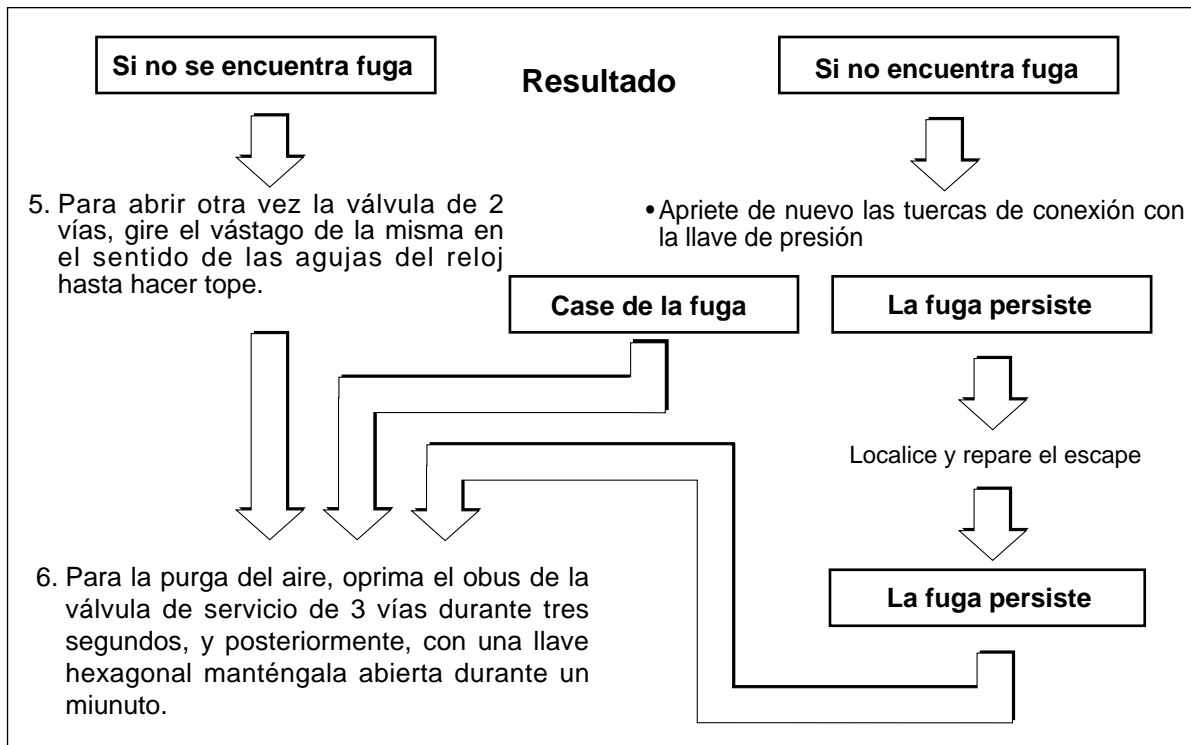 Si no se encuentra fuga
Resultado
Si no encuentra fuga
5. Para abrir otra vez la válvula de 2
vías, gire el vástago de la misma en
el sentido de las agujas del reloj
hasta hacer tope.
• Apriete de nuevo las tuercas de conexión con
la llave de presión
Case de la fuga
La fuga persiste
Localice y repare el escape
La fuga persiste
6. Para la purga del aire, oprima el obus de la
válvula de servicio de 3 vías durante tres
segundos, y posteriormente, con una llave
hexagonal manténgala abierta durante un
miunuto.